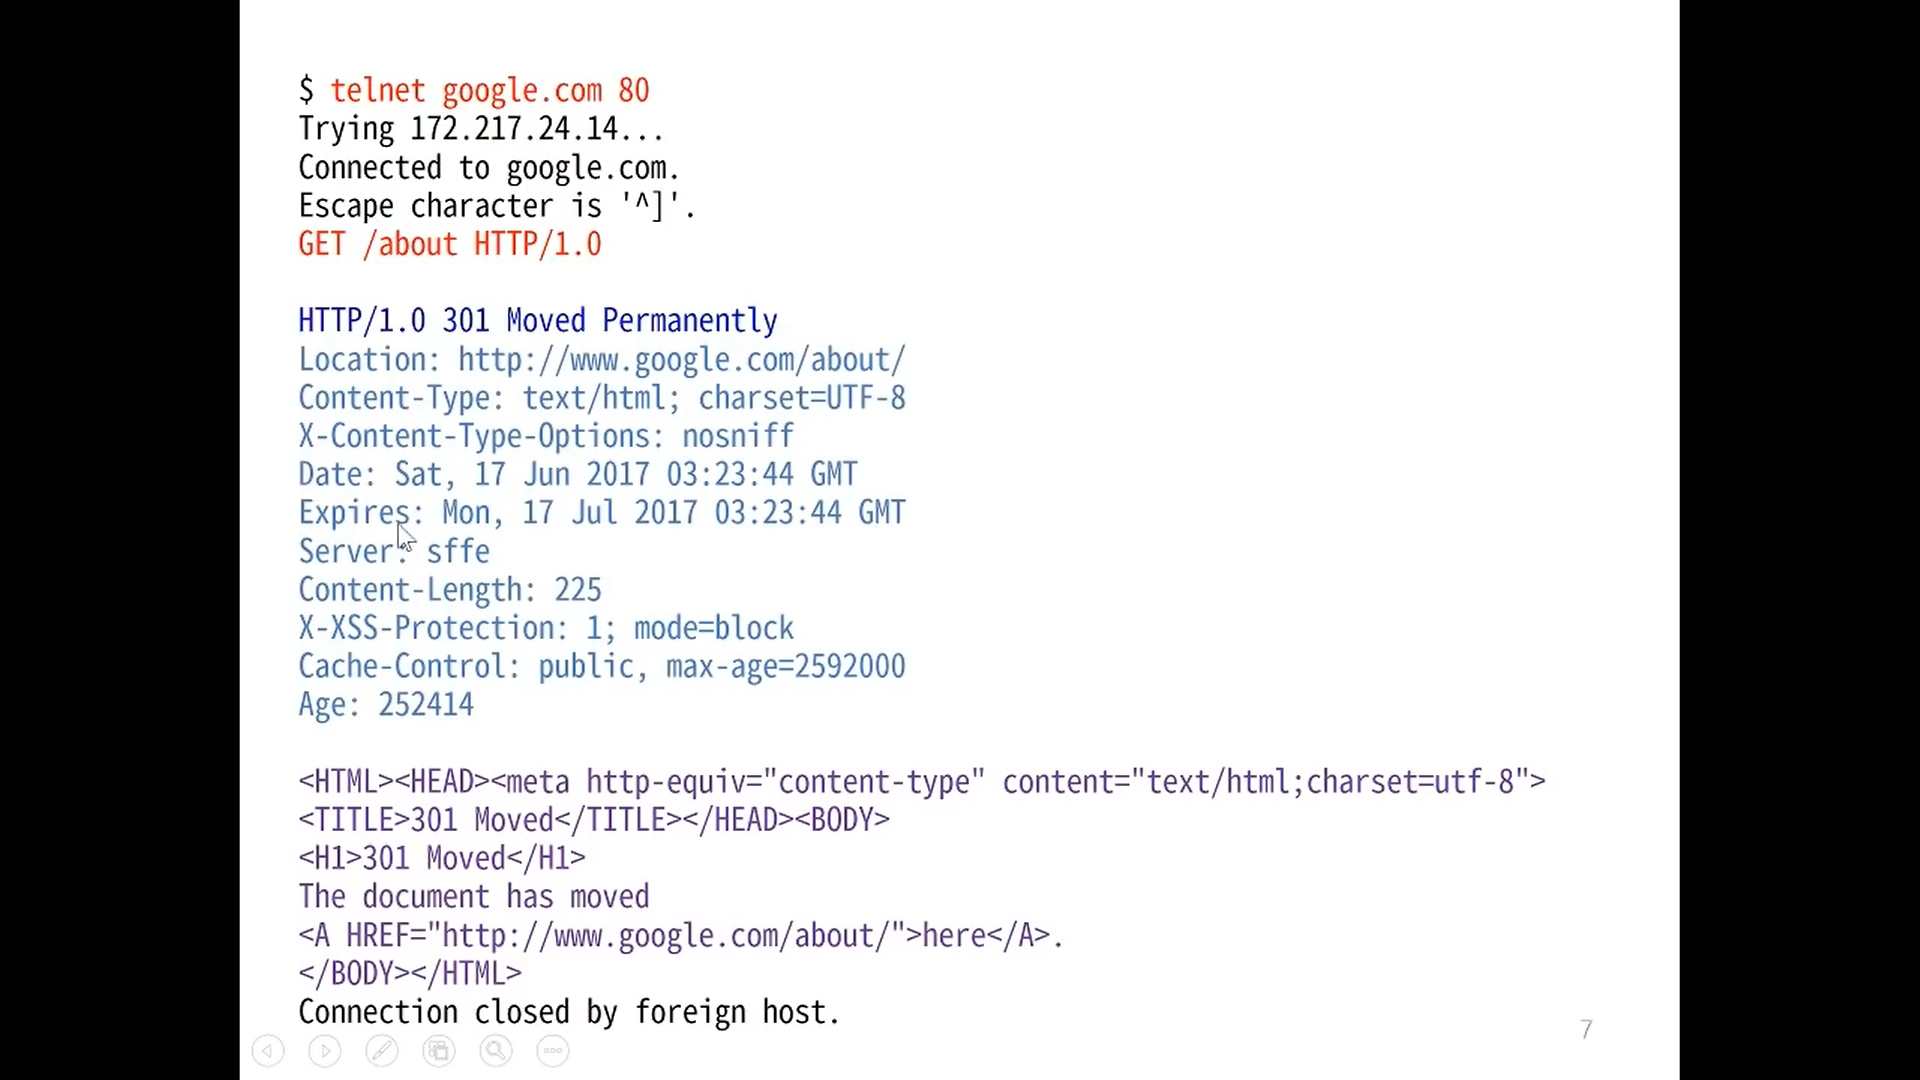 $ telnet google.com 80
Trying 172.217.24.14...
Connected to google.com.
Escape character is '^]'.
GET /about HTTP/1.0
HTTP/1.0 301 Moved Permanently
Location: http://www.google.com/about/
Content-Type: text/html; charset=UTF-8
X-Content-Type-Options: nosniff
Date: Sat, 17 Jun 2017 03:23:44 GMT
Expires: Mon, 17 Jul 2017 03:23:44 GMT
Server: sffe
Content-Length: 225
X-XSS-Protection: 1; mode=block
Cache-Control: public, max-age=2592000
Age: 252414
<HTML><HEAD><meta http-equiv="content-type" content="text/html;charset=utf-8">
<TITLE>301 Moved</TITLE></HEAD><BODY>
<H1>301 Moved</H1>
The document has moved
<A HREF="http://www.google.com/about/">here</A>.
</BODY></HTML>
Connection closed by foreign host.
7